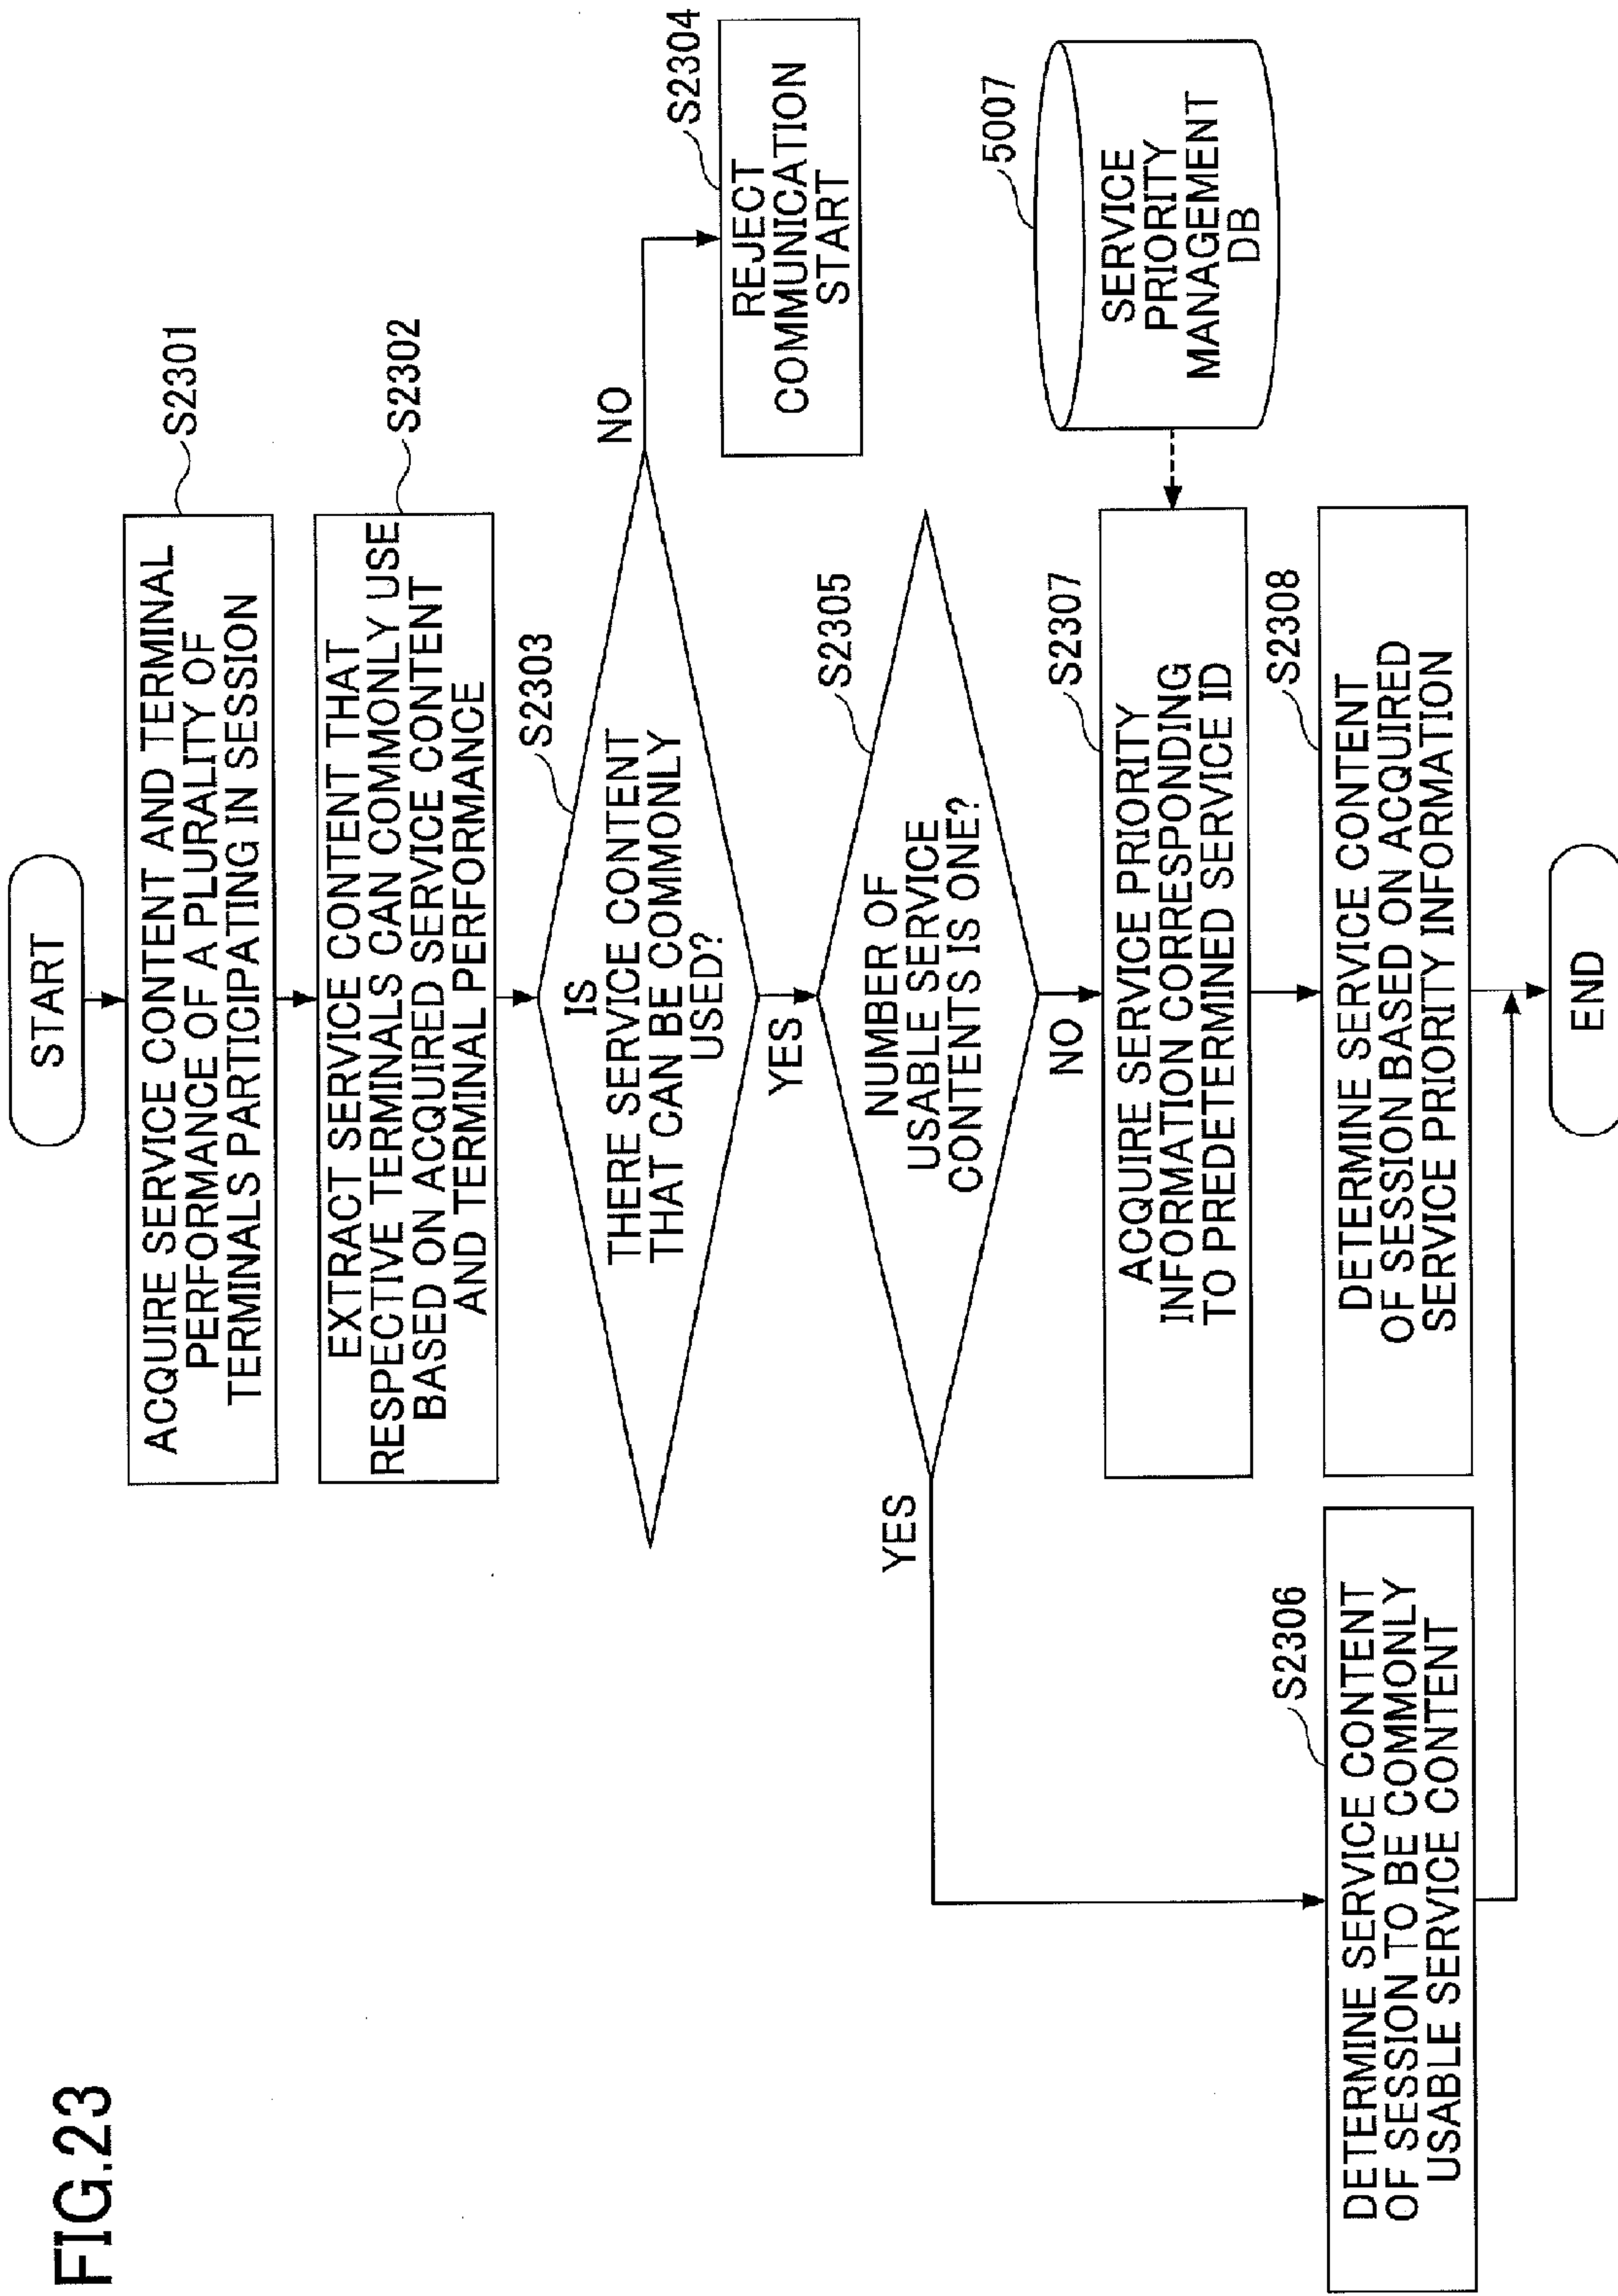 FIG.23
START
S2301
ACQUIRE SERVICE CONTENT AND TERMINAL
PERFORMANCE OF A PLURALITY OF
TERMINALS PARTICIPATING IN SESSION
S2302
EXTRACT SERVICE CONTENT THAT
RESPECTIVE TERMINALS CAN COMMONLY USE
BASED ON ACQUIRED SERVICE CONTENT
AND TERMINAL PERFORMANCE
S2303
IS
THERE SERVICE CONTENT
THAT CAN BE COMMONLY
USED?
NO
S2304
REJECT
COMMUNICATION
START
YES
S2305
NUMBER OF
USABLE SERVICE
CONTENTS IS ONE?
YES
NO
S2306
DETERMINE SERVICE CONTENT
OF SESSION TO BE COMMONLY
USABLE SERVICE CONTENT
S2307
ACQUIRE SERVICE PRIORITY
INFORMATION CORRESPONDING
TO PREDETERMINED SERVICE ID
5007
SERVICE
PRIORITY
MANAGEMENT
DB
S2308
DETERMINE SERVICE CONTENT
OF SESSION BASED ON ACQUIRED
SERVICE PRIORITY INFORMATION
END